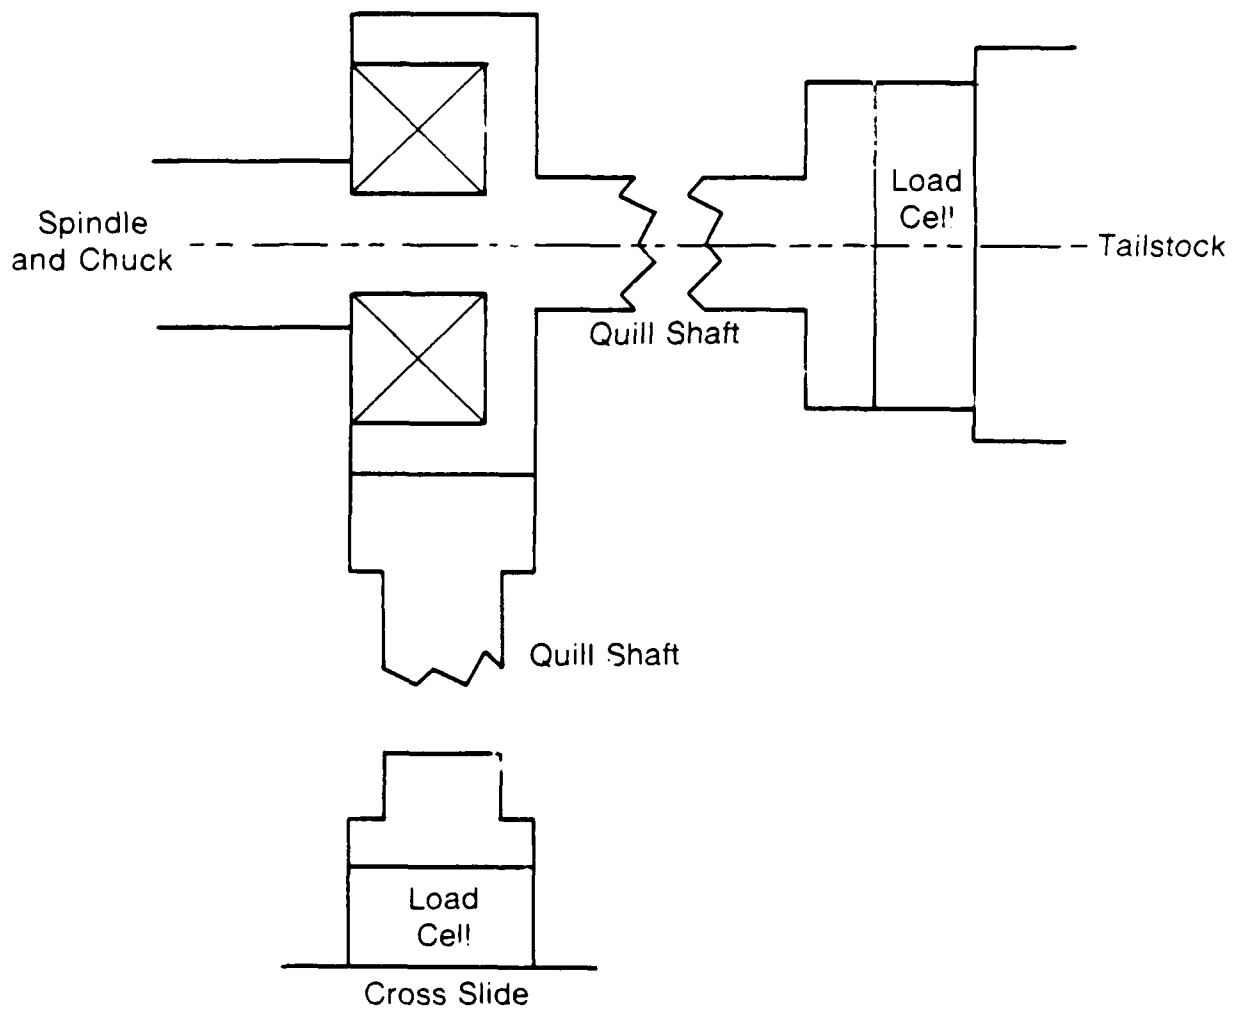 Load
Cell
Spindle
and Chuck
Tailstock
Quill Shaft
Quill Shaft
Load
Cell
Cross Slide